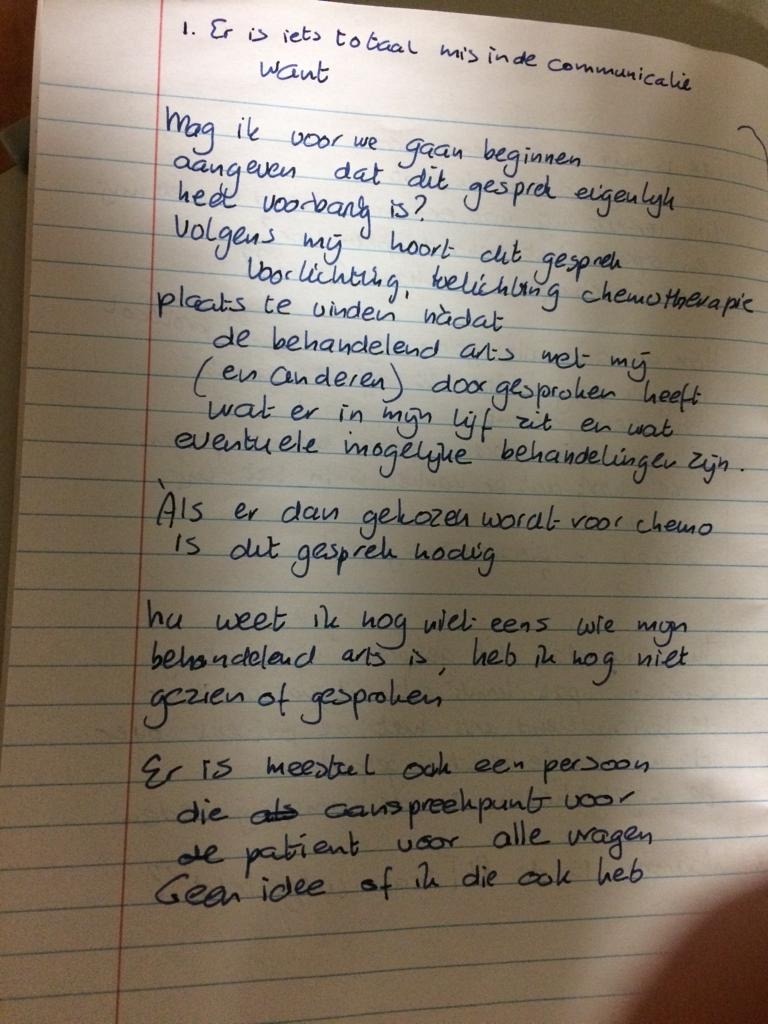 1. Er is iets totaal mis in de communicatie
want
Mag ik voor we gaan beginnen
aangeven dat dit gesprek eigenlijk
heel voorbarig is?
Volgens mij hoort dit gesprek
Voorlichting, toelichting chemotherapie
plaats te vinden nàdat
de behandelend arts met mij
(en anderen) doorgesproken heeft
wat er in mijn lijf zit en wat
eventuele mogelijke behandelingen zijn.
Àls er dan gekozen wordt voor chemo
is dit gesprek nodig
nu weet ik nog niet eens wie mijn
behandelend arts is, heb ik nog niet
gezien of gesproken
Er is meestal ook een persoon
die als aanspreekpunt voor
de patient voor alle vragen
Geen idee of ik die ook heb